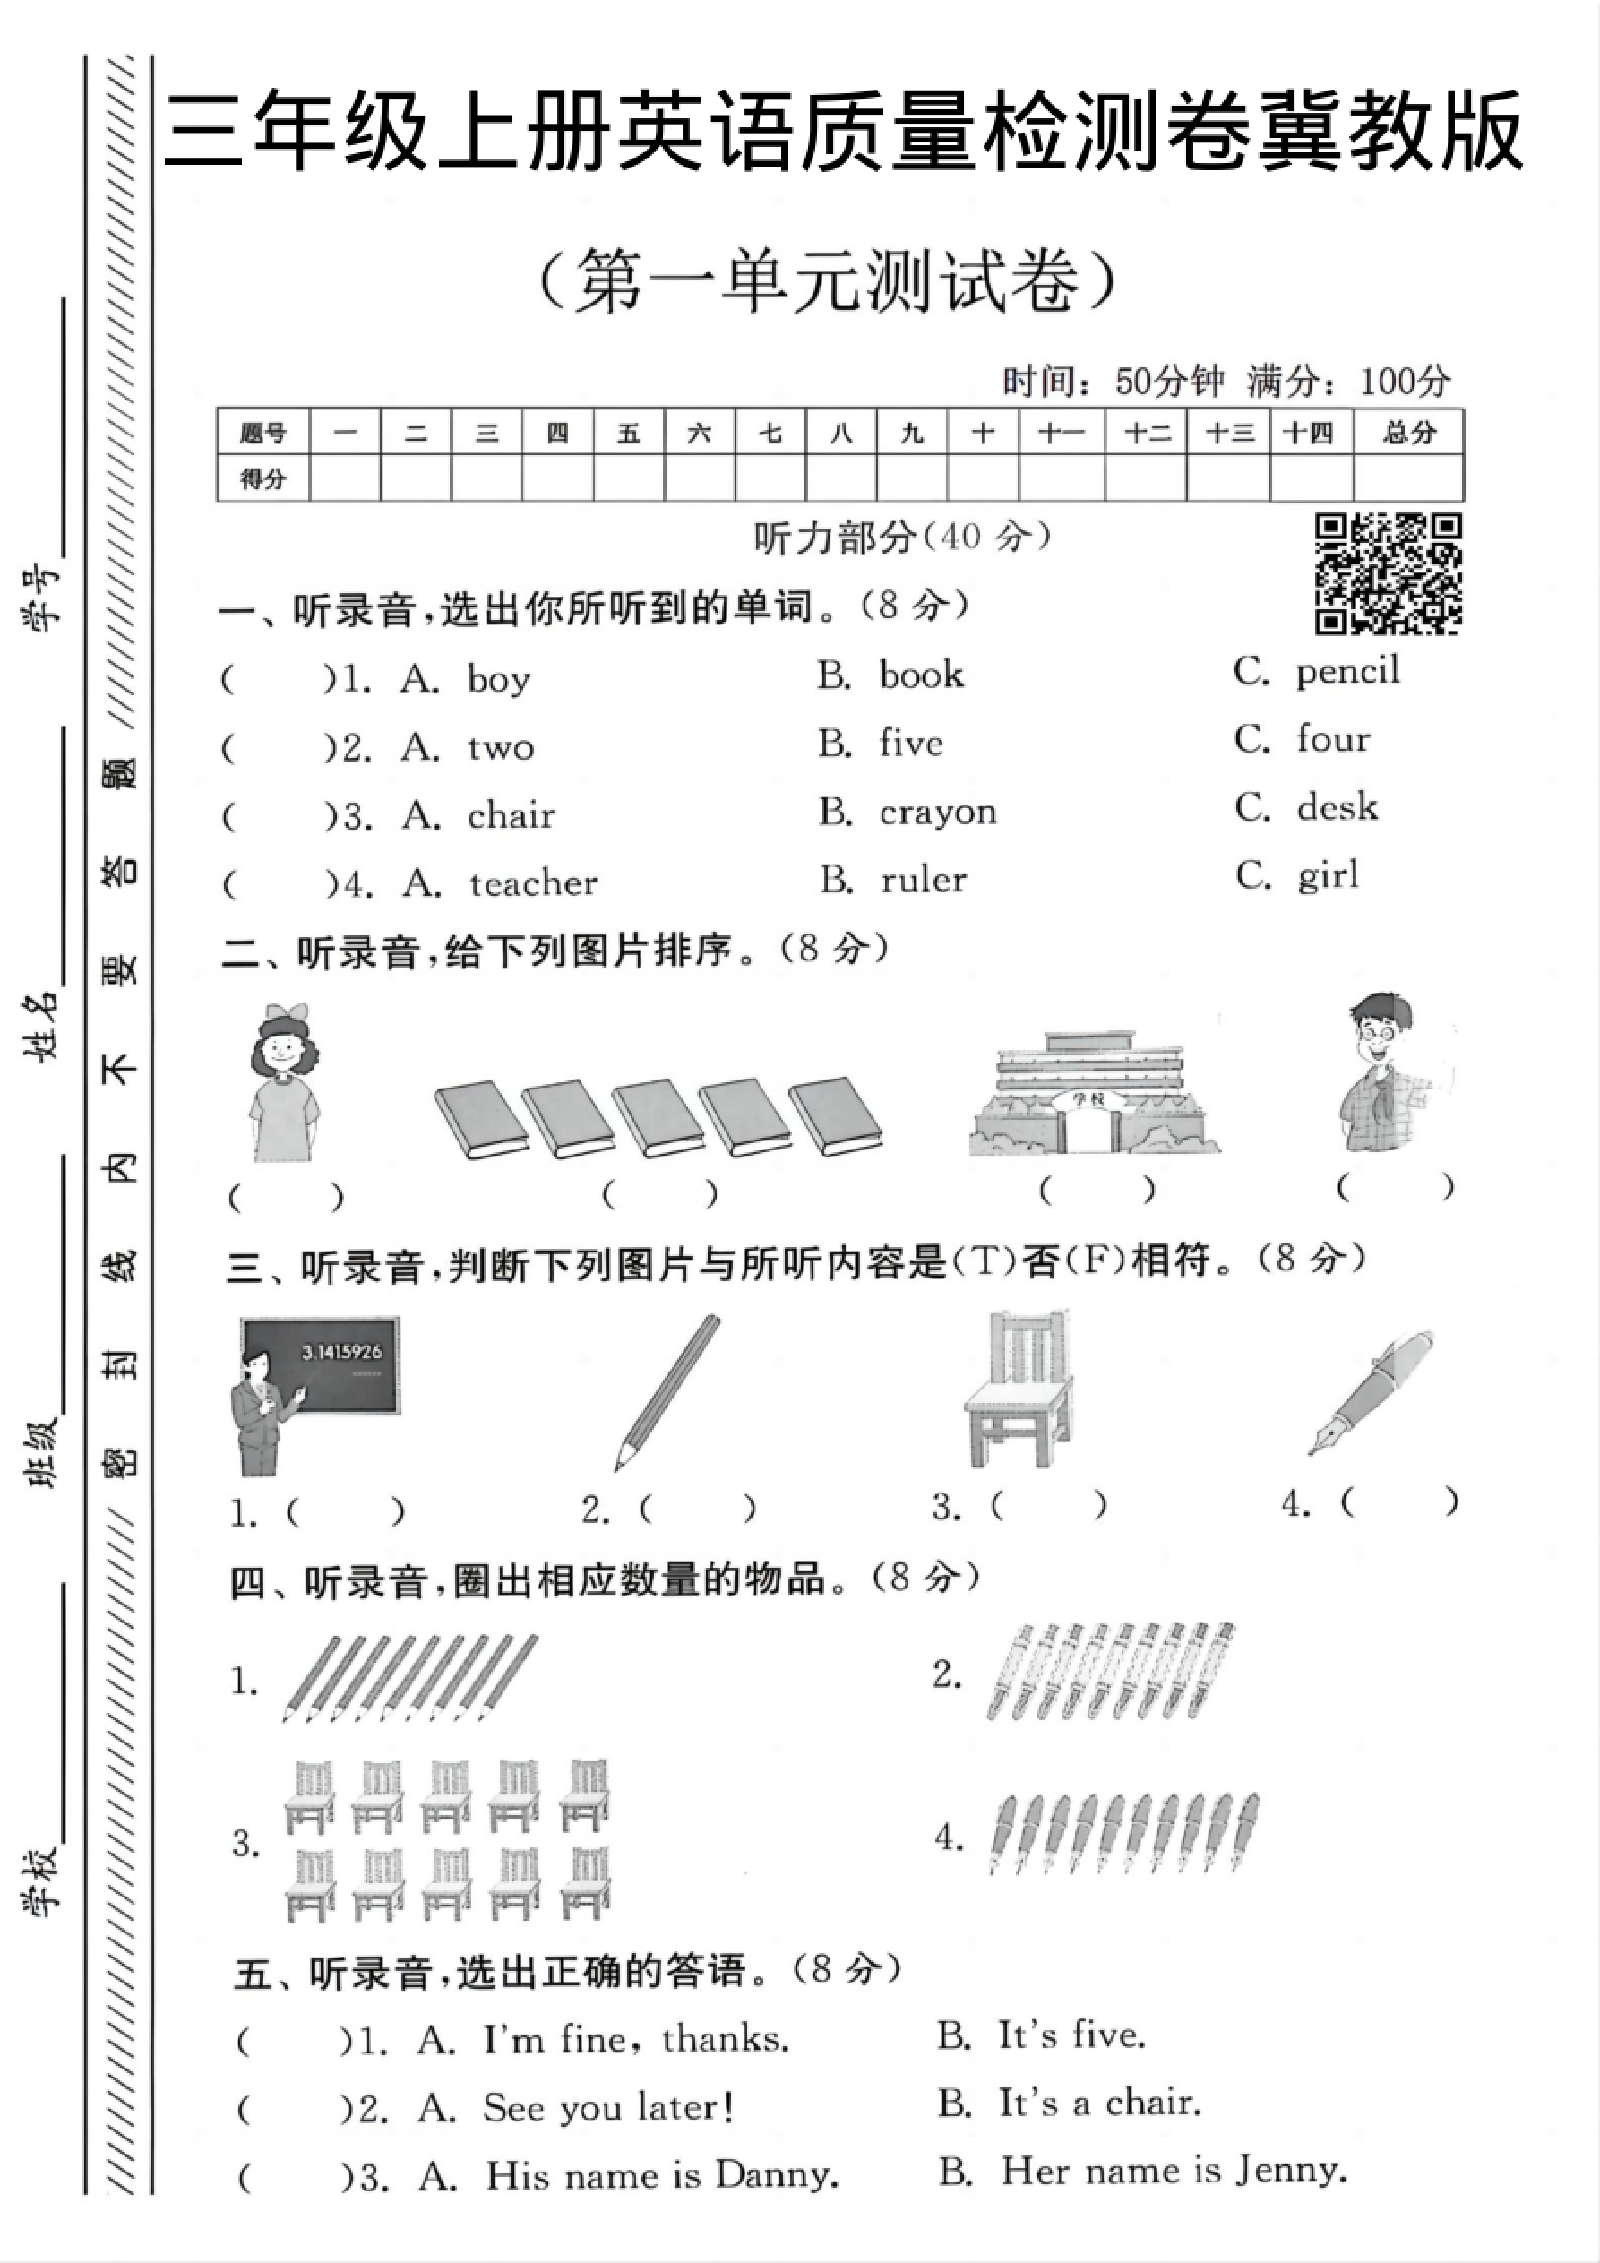 三年级上册英语质量检测卷冀教版
（第一单元测试卷）
时间：50分钟 满分：100分
题号 一 二 三 四 五 六 七 八 九 十 十一 十二 十三 十四 总分
得分
听力部分(40 分)
一、听录音,选出你所听到的单词。(8 分)
(  )1. A. boy B. book C. pencil
(  )2. A. two B. five C. four
(  )3. A. chair B. crayon C. desk
(  )4. A. teacher B. ruler C. girl
二、听录音,给下列图片排序。(8 分)
学校
(  ) (  ) (  ) (  )
三、听录音,判断下列图片与所听内容是(T)否(F)相符。(8 分)
3.1415926
1. (  ) 2. (  ) 3. (  ) 4. (  )
四、听录音,圈出相应数量的物品。(8 分)
1. 2.
3. 4.
五、听录音,选出正确的答语。(8 分)
(  )1. A. I'm fine, thanks. B. It's five.
(  )2. A. See you later! B. It's a chair.
(  )3. A. His name is Danny. B. Her name is Jenny.
学校 班级 姓名 学号
密 封 线 内 不 要 答 题